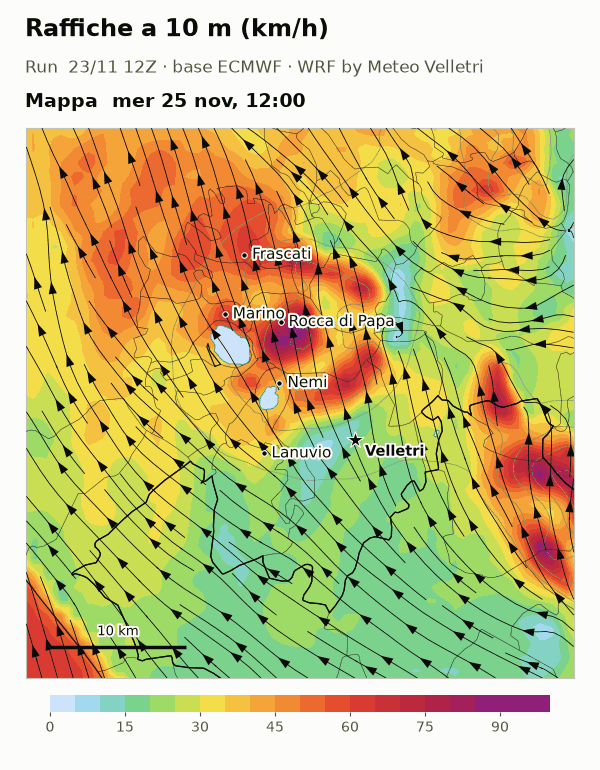 Raffiche a 10 m (km/h)
Run  23/11 12Z · base ECMWF · WRF by Meteo Velletri
Mappa  mer 25 nov, 12:00
Frascati
Marino
Rocca di Papa
Nemi
Velletri
Lanuvio
10 km
0 15 30 45 60 75 90